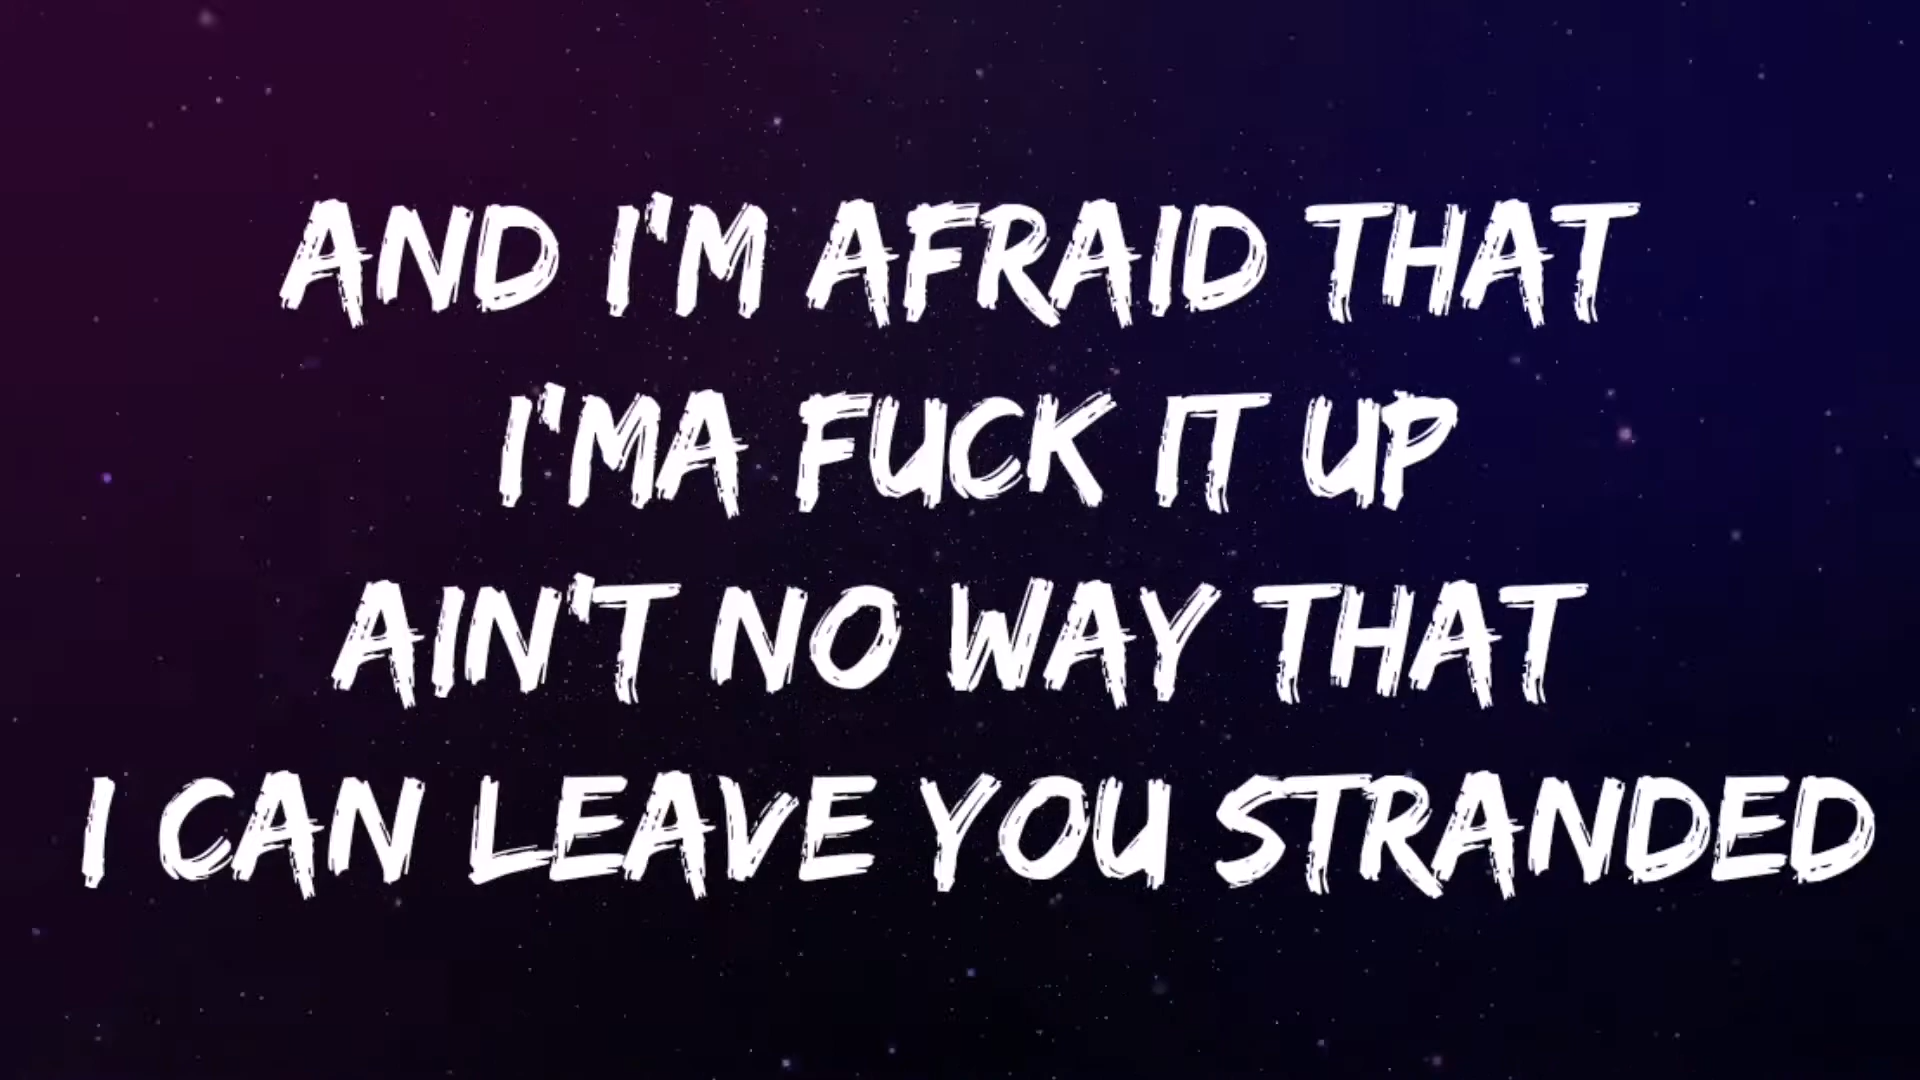 AND I'M AFRAID THAT
I'MA FUCK IT UP
AIN'T NO WAY THAT
I CAN LEAVE YOU STRANDED